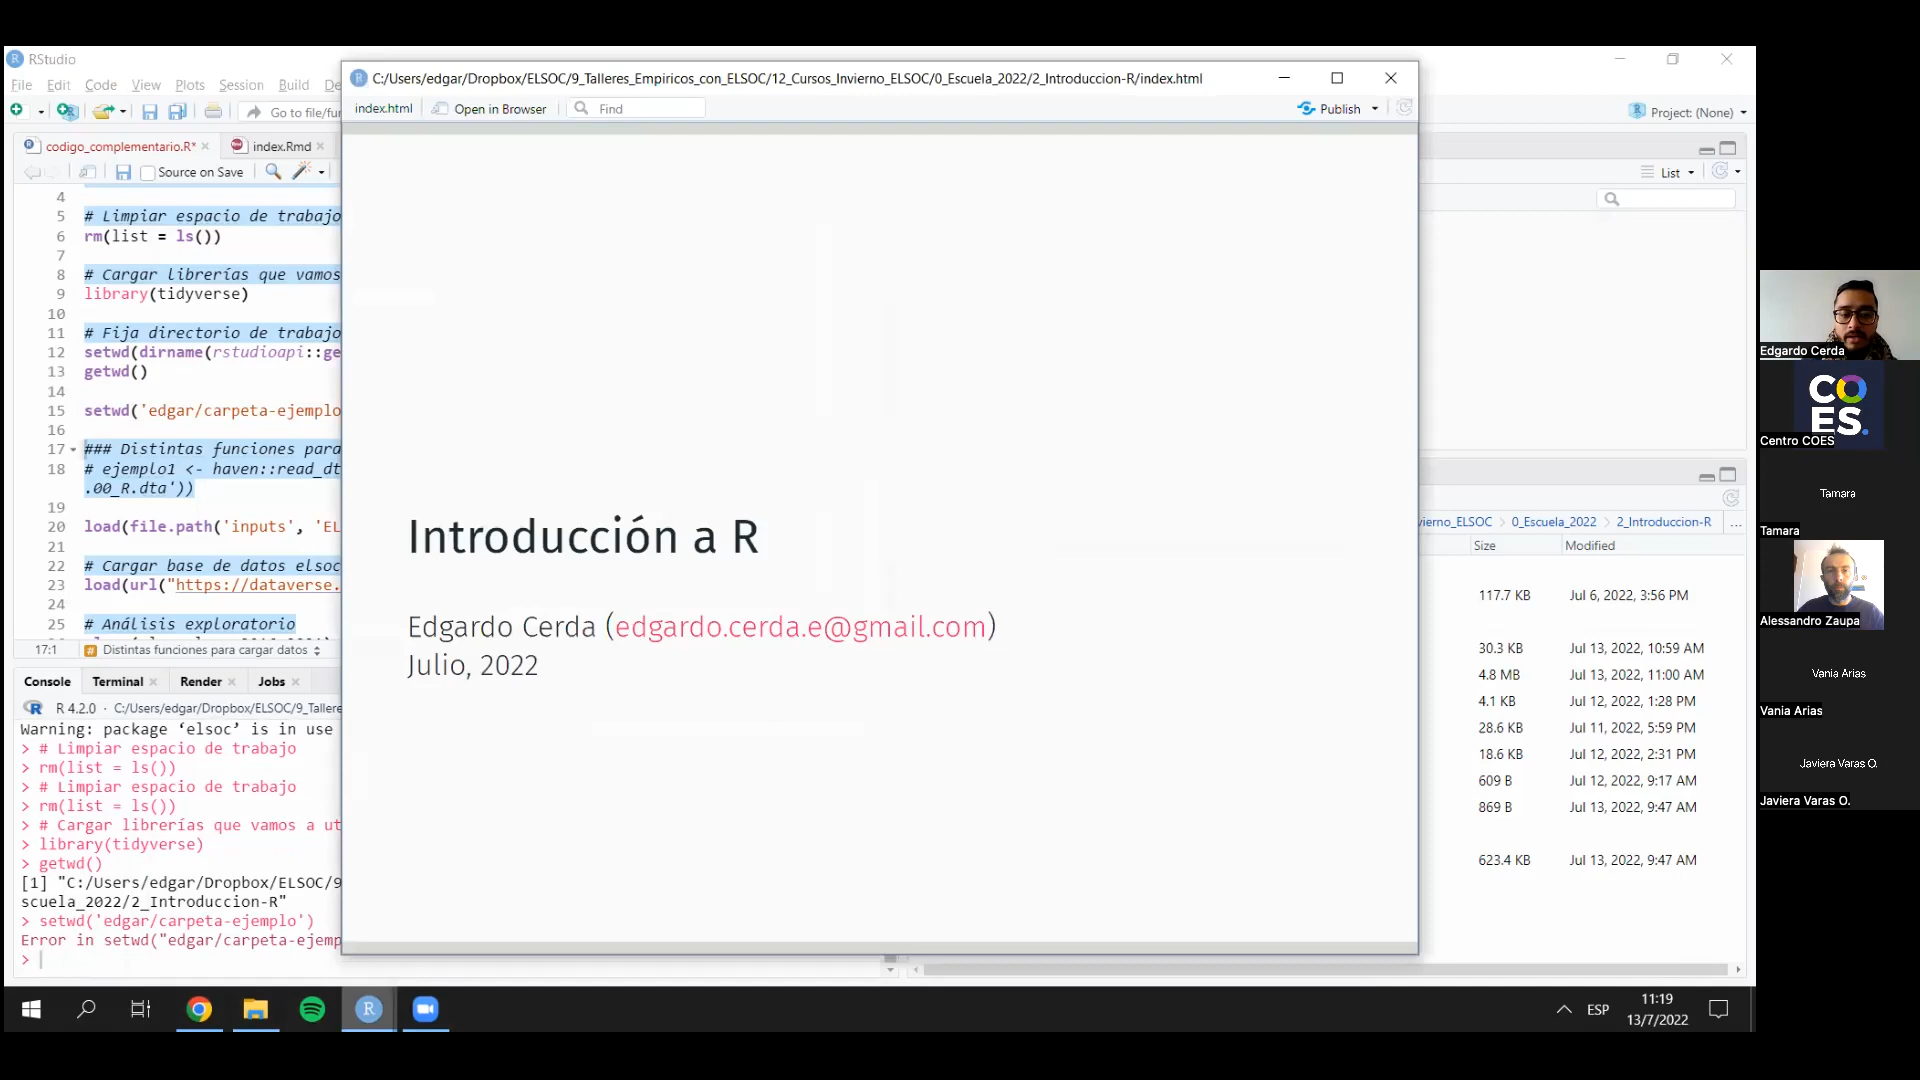 RStudio
File Edit Code View Plots Session Build De
Go to file/fur
Project: (None)
codigo_complementario.R* × index.Rmd ×
Source on Save
4
5 # Limpiar espacio de trabajo
6 rm(list = ls())
7
8 # Cargar librerías que vamos
9 library(tidyverse)
10
11 # Fija directorio de trabajo
12 setwd(dirname(rstudioapi::ge
13 getwd()
14
15 setwd('edgar/carpeta-ejemplo
16
17 ### Distintas funciones para
18 # ejemplo1 <- haven::read_dt
.00_R.dta'))
19
20 load(file.path('inputs', 'EL
21
22 # Cargar base de datos elsoc
23 load(url("https://dataverse.
24
25 # Análisis exploratorio
17:1 # Distintas funciones para cargar datos
Console Terminal × Render × Jobs ×
R 4.2.0 · C:/Users/edgar/Dropbox/ELSOC/9_Tallere
Warning: package ‘elsoc’ is in use
> # Limpiar espacio de trabajo
> rm(list = ls())
> # Limpiar espacio de trabajo
> rm(list = ls())
> # Cargar librerías que vamos a ut
> library(tidyverse)
> getwd()
[1] "C:/Users/edgar/Dropbox/ELSOC/9
scuela_2022/2_Introduccion-R"
> setwd('edgar/carpeta-ejemplo')
Error in setwd("edgar/carpeta-ejemp
>
C:/Users/edgar/Dropbox/ELSOC/9_Talleres_Empiricos_con_ELSOC/12_Cursos_Invierno_ELSOC/0_Escuela_2022/2_Introduccion-R/index.html
index.html Open in Browser Find Publish
Introducción a R
Edgardo Cerda (edgardo.cerda.e@gmail.com)
Julio, 2022
List
vierno_ELSOC > 0_Escuela_2022 > 2_Introduccion-R ...
Size Modified
117.7 KB Jul 6, 2022, 3:56 PM
30.3 KB Jul 13, 2022, 10:59 AM
4.8 MB Jul 13, 2022, 11:00 AM
4.1 KB Jul 12, 2022, 1:28 PM
28.6 KB Jul 11, 2022, 5:59 PM
18.6 KB Jul 12, 2022, 2:31 PM
609 B Jul 12, 2022, 9:17 AM
869 B Jul 13, 2022, 9:47 AM
623.4 KB Jul 13, 2022, 9:47 AM
Edgardo Cerda
CO
ES.
Centro COES
Tamara
Tamara
Alessandro Zaupa
Vania Arias
Vania Arias
Javiera Varas O.
Javiera Varas O.
ESP
11:19
13/7/2022